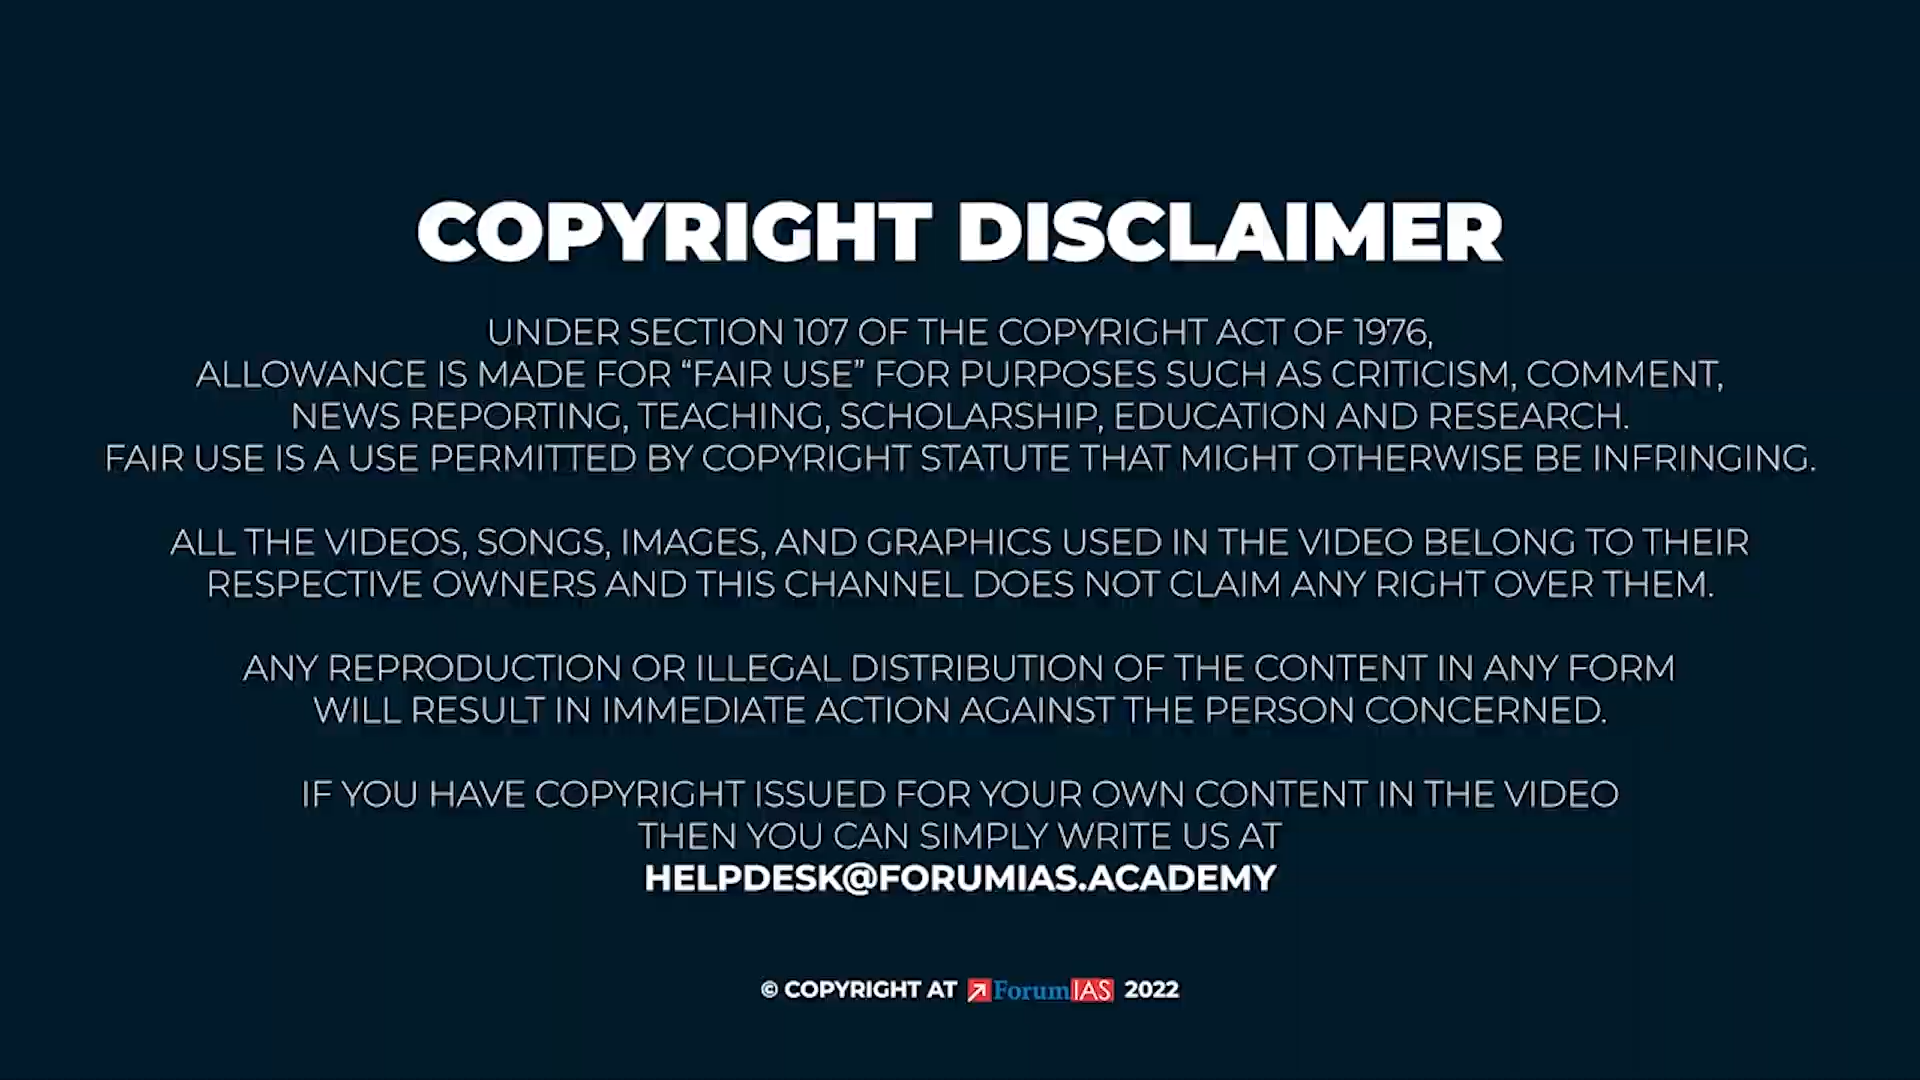 COPYRIGHT DISCLAIMER
UNDER SECTION 107 OF THE COPYRIGHT ACT OF 1976,
ALLOWANCE IS MADE FOR “FAIR USE” FOR PURPOSES SUCH AS CRITICISM, COMMENT,
NEWS REPORTING, TEACHING, SCHOLARSHIP, EDUCATION AND RESEARCH.
FAIR USE IS A USE PERMITTED BY COPYRIGHT STATUTE THAT MIGHT OTHERWISE BE INFRINGING.
ALL THE VIDEOS, SONGS, IMAGES, AND GRAPHICS USED IN THE VIDEO BELONG TO THEIR
RESPECTIVE OWNERS AND THIS CHANNEL DOES NOT CLAIM ANY RIGHT OVER THEM.
ANY REPRODUCTION OR ILLEGAL DISTRIBUTION OF THE CONTENT IN ANY FORM
WILL RESULT IN IMMEDIATE ACTION AGAINST THE PERSON CONCERNED.
IF YOU HAVE COPYRIGHT ISSUED FOR YOUR OWN CONTENT IN THE VIDEO
THEN YOU CAN SIMPLY WRITE US AT
HELPDESK@FORUMIAS.ACADEMY
© COPYRIGHT AT ForumIAS 2022